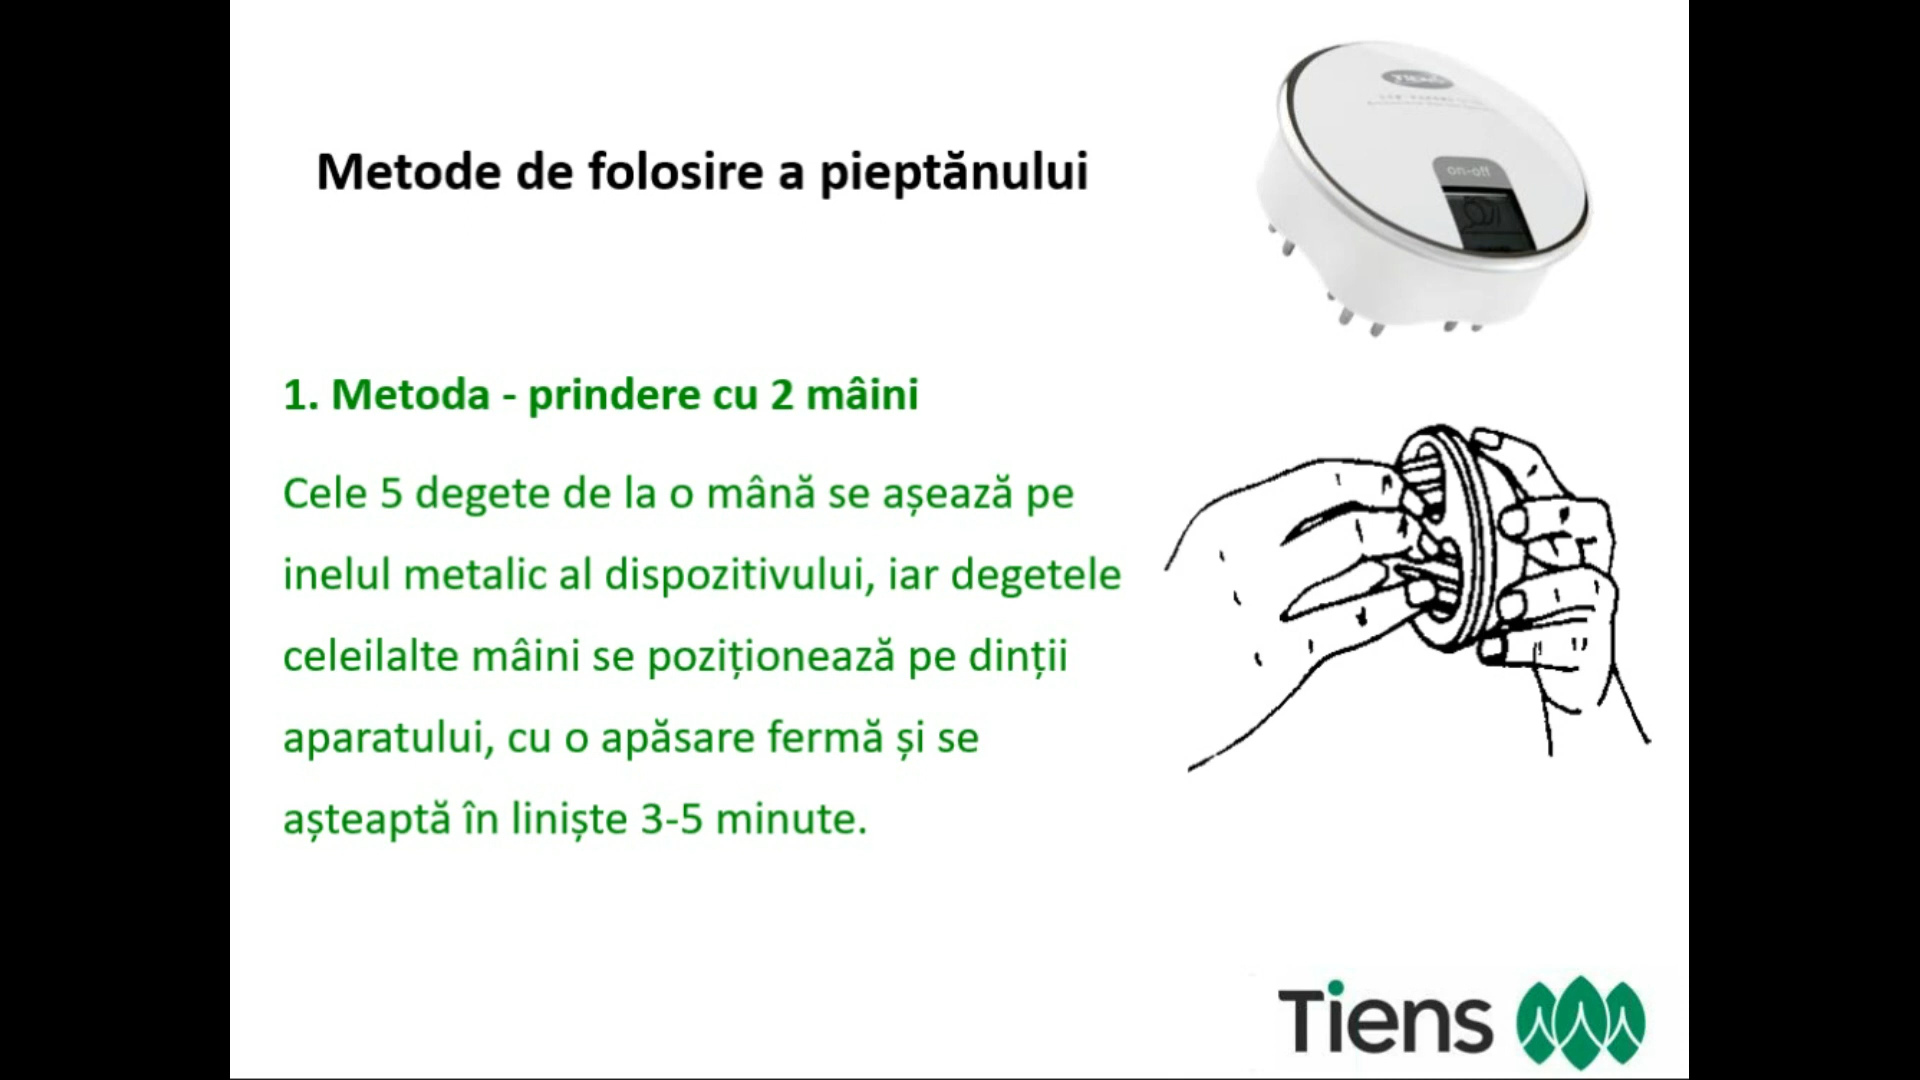 TIENS
on-off
Metode de folosire a pieptănului
1. Metoda - prindere cu 2 mâini
Cele 5 degete de la o mână se așează pe
inelul metalic al dispozitivului, iar degetele
celeilalte mâini se poziționează pe dinții
aparatului, cu o apăsare fermă și se
așteaptă în liniște 3-5 minute.
Tiens